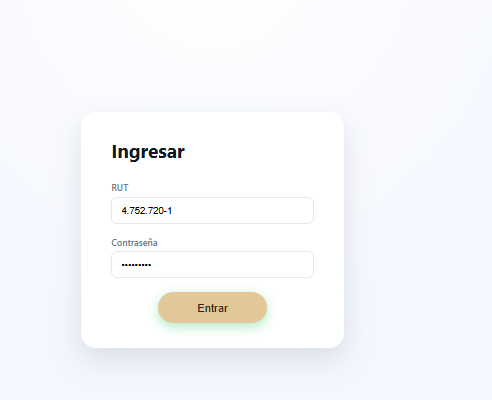 Ingresar
RUT
4.752.720-1
Contraseña
•••••••••
Entrar